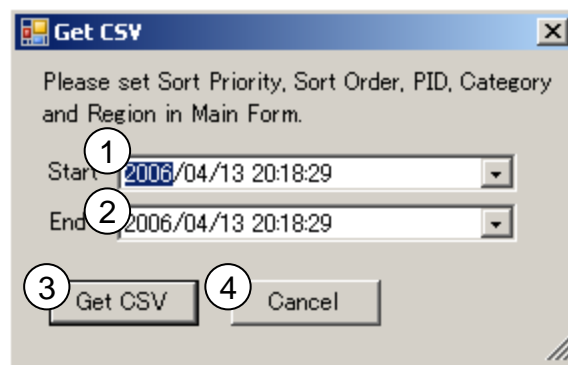 Get CSV
Please set Sort Priority, Sort Order, PID, Category
and Region in Main Form.
1
Start 2006/04/13 20:18:29
2
End 2006/04/13 20:18:29
3 Get CSV 4 Cancel